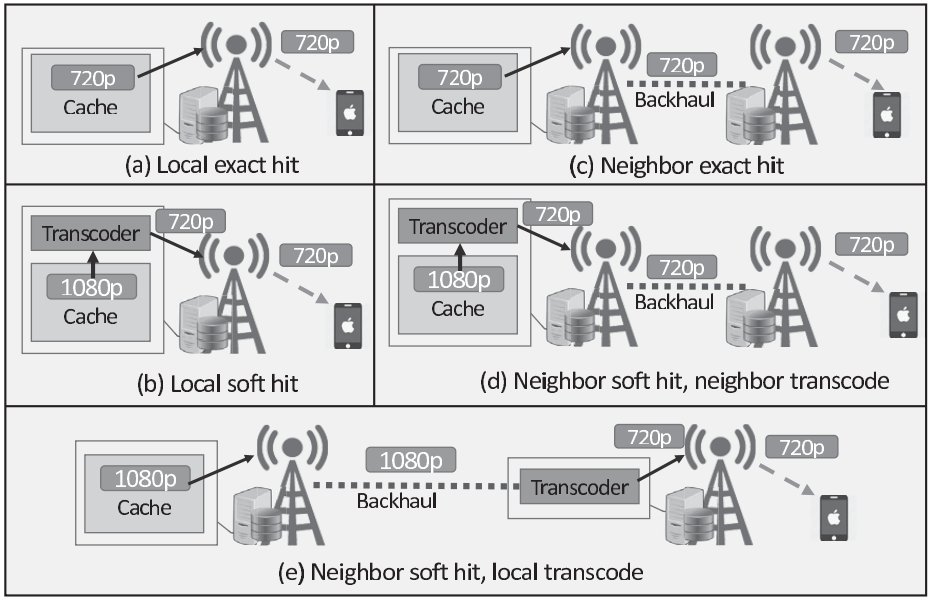 720p
720p
Cache
(a) Local exact hit
720p
720p
720p
Cache
Backhaul
(c) Neighbor exact hit
720p
Transcoder
720p
1080p
Cache
(b) Local soft hit
720p
Transcoder
720p
720p
1080p
Backhaul
Cache
(d) Neighbor soft hit, neighbor transcode
720p
720p
1080p
1080p
Transcoder
Cache
Backhaul
(e) Neighbor soft hit, local transcode